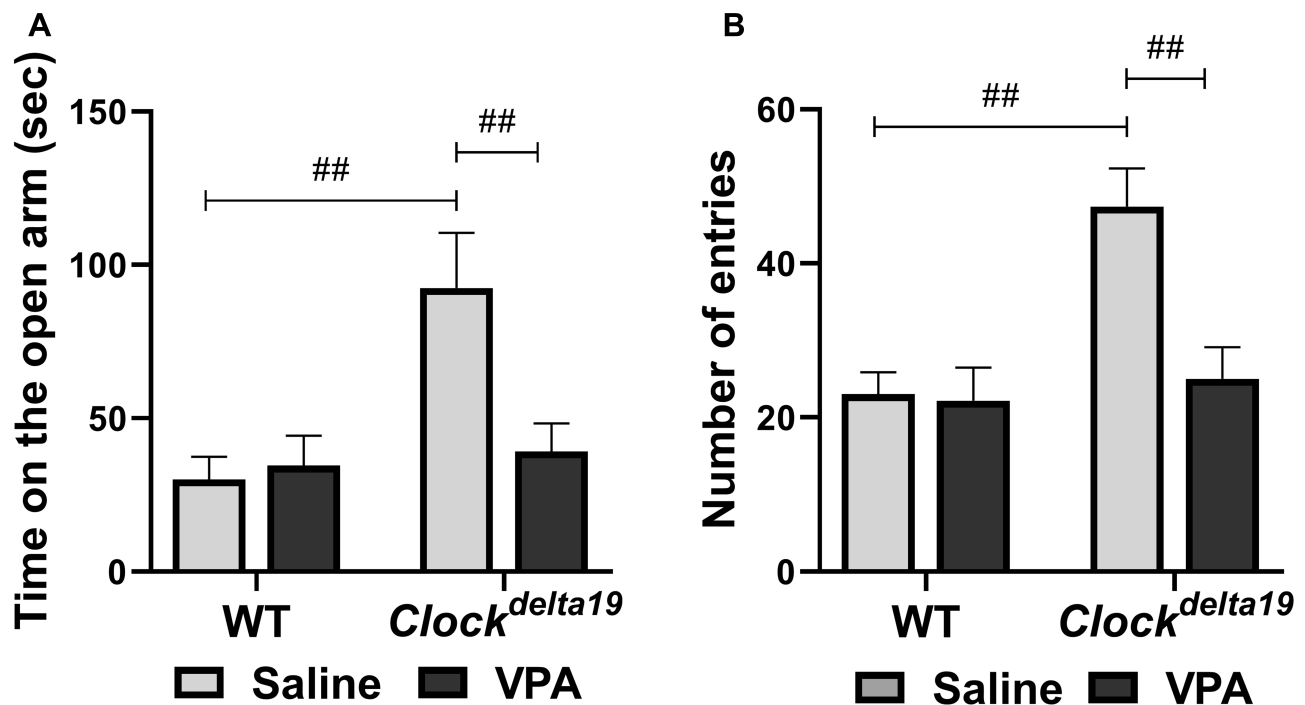 A
Time on the open arm (sec)
150
100
50
0
##
##
WT
Clock^delta19
Saline
VPA
B
Number of entries
60
40
20
0
##
##
WT
Clock^delta19
Saline
VPA